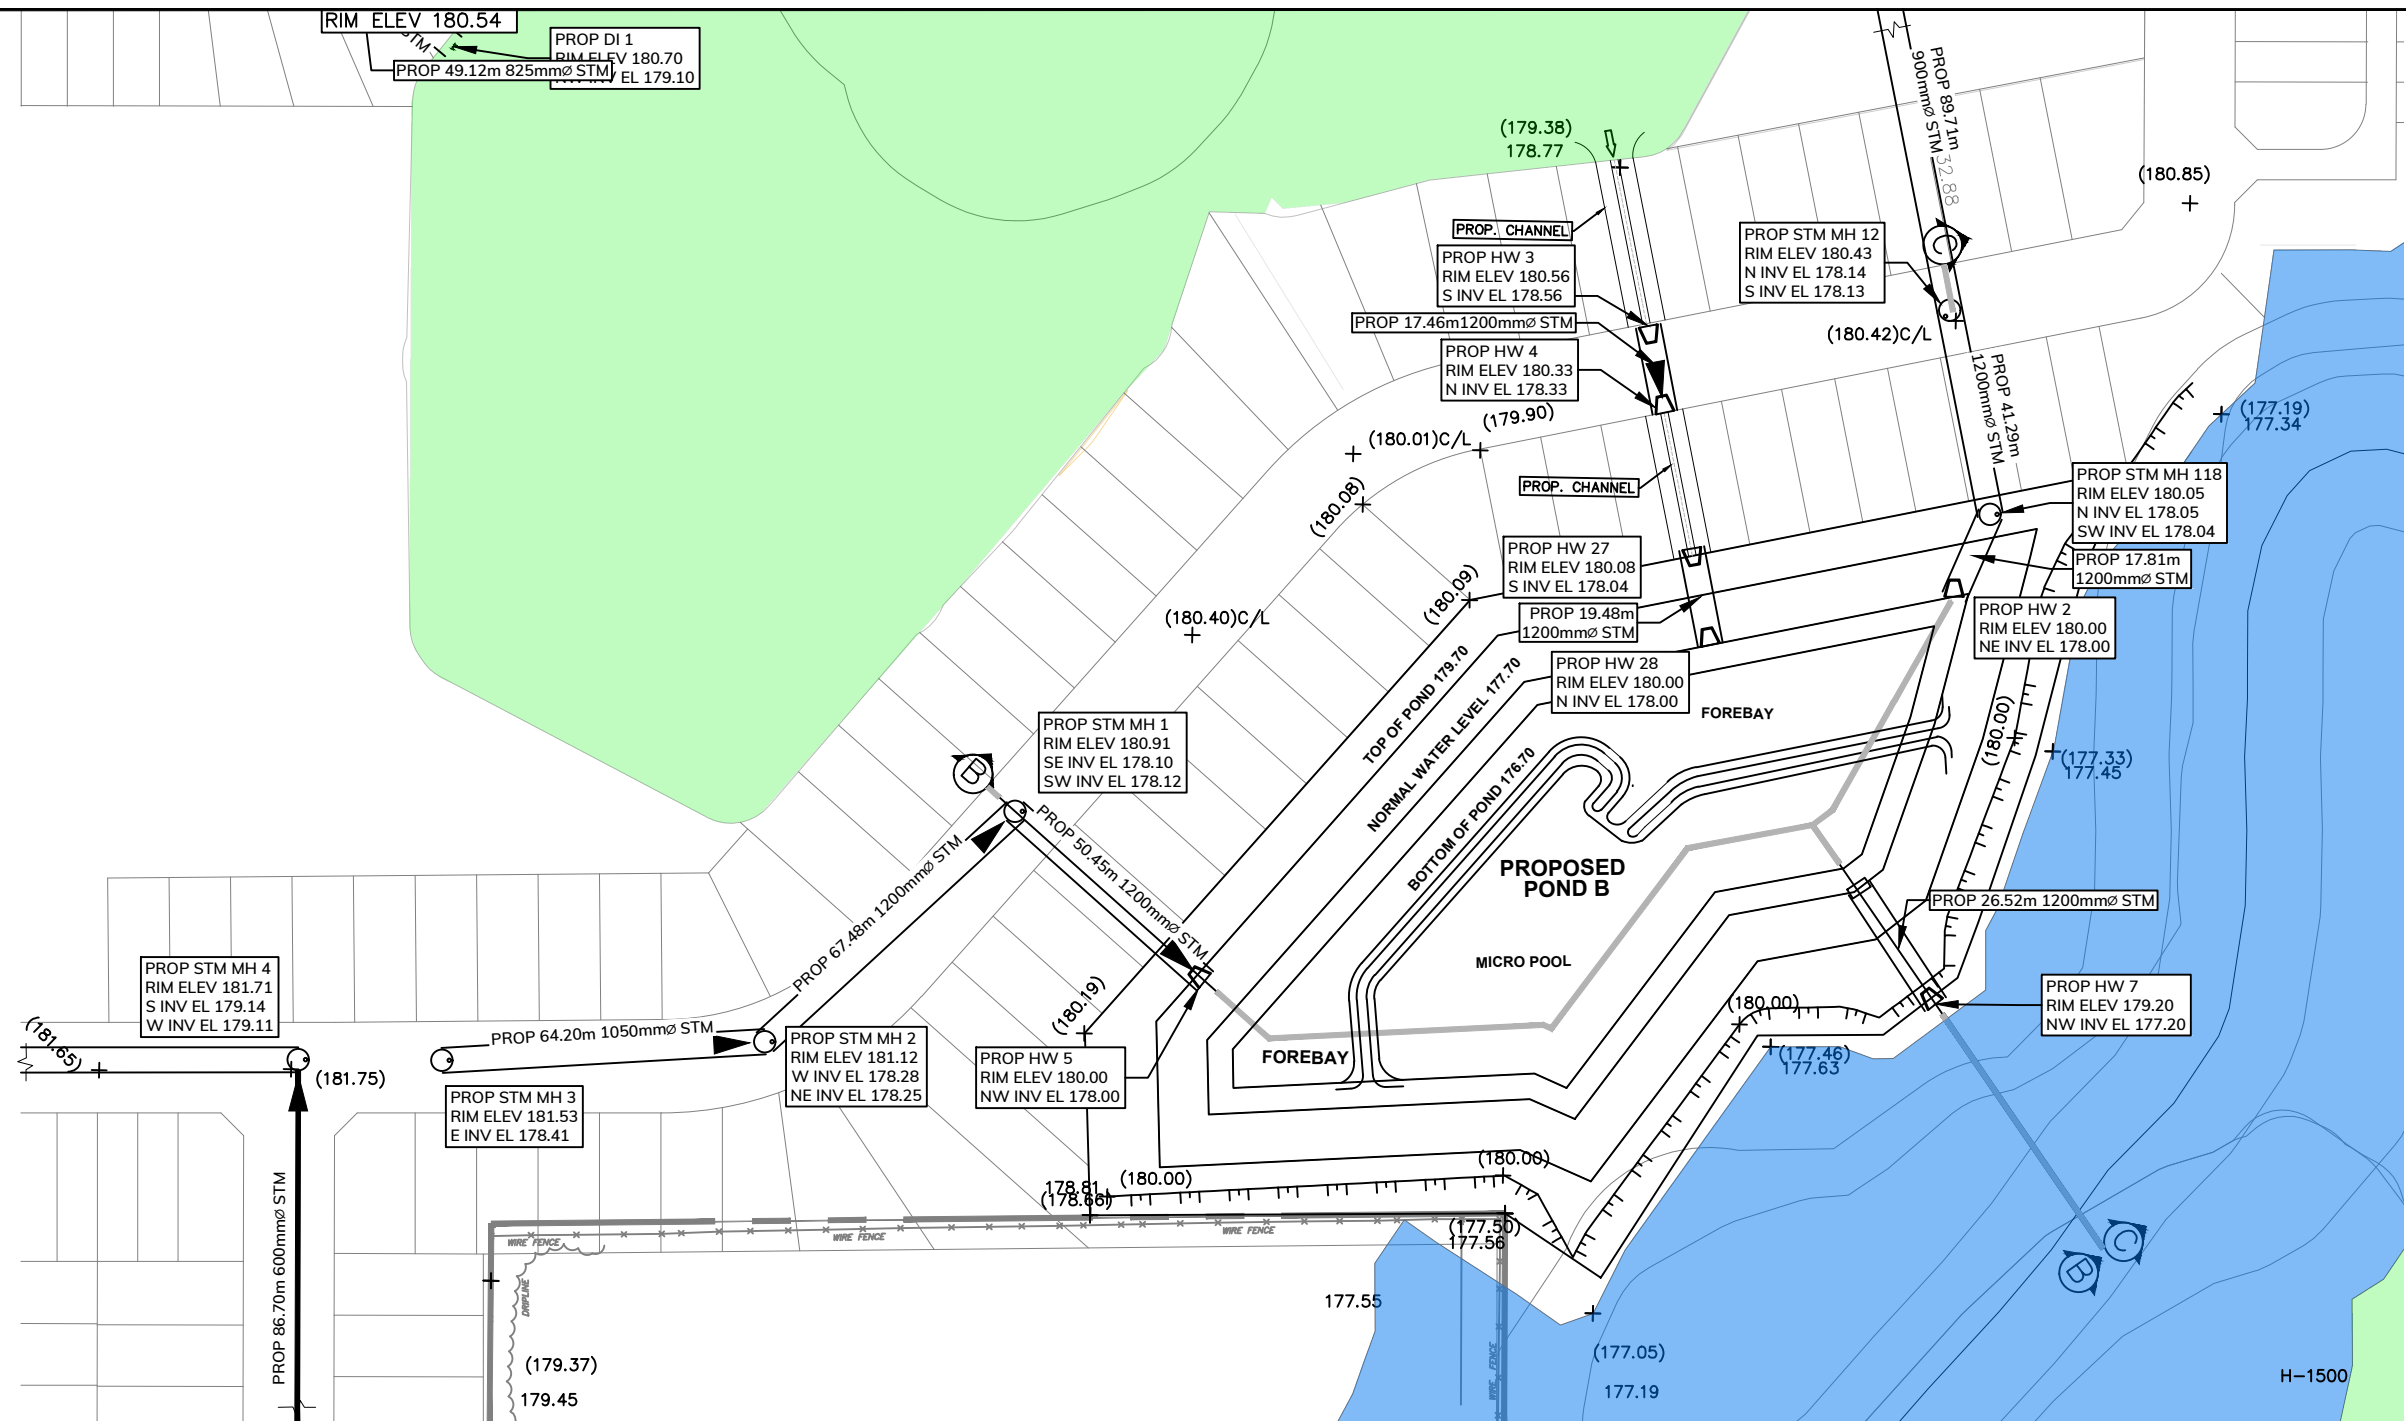 RIM ELEV 180.54
STM
PROP DI 1
RIM ELEV 180.70
EL 179.10
PROP 49.12m 825mmØ STM
PROP 89.71m
900mmØ STM
32.88
(179.38)
178.77
(180.85)
PROP. CHANNEL
PROP HW 3
RIM ELEV 180.56
S INV EL 178.56
PROP STM MH 12
RIM ELEV 180.43
N INV EL 178.14
S INV EL 178.13
C
PROP 17.46m1200mmØ STM
(180.42)C/L
PROP HW 4
RIM ELEV 180.33
N INV EL 178.33
PROP 41.29m
1200mmØ STM
(179.90)
(180.01)C/L
(177.19)
177.34
(180.08)
PROP. CHANNEL
PROP STM MH 118
RIM ELEV 180.05
N INV EL 178.05
SW INV EL 178.04
PROP HW 27
RIM ELEV 180.08
S INV EL 178.04
PROP 17.81m
1200mmØ STM
(180.09)
(180.40)C/L
PROP 19.48m
1200mmØ STM
PROP HW 2
RIM ELEV 180.00
NE INV EL 178.00
PROP HW 28
RIM ELEV 180.00
N INV EL 178.00
TOP OF POND 179.70
NORMAL WATER LEVEL 177.70
BOTTOM OF POND 176.70
FOREBAY
(180.00)
(177.33)
177.45
PROP STM MH 1
RIM ELEV 180.91
SE INV EL 178.10
SW INV EL 178.12
B
PROP 50.45m 1200mmØ STM
PROP 67.48m 1200mmØ STM
PROPOSED
POND B
PROP 26.52m 1200mmØ STM
MICRO POOL
PROP STM MH 4
RIM ELEV 181.71
S INV EL 179.14
W INV EL 179.11
PROP HW 7
RIM ELEV 179.20
NW INV EL 177.20
(180.19)
(180.00)
(181.65)
PROP 64.20m 1050mmØ STM
PROP STM MH 2
RIM ELEV 181.12
W INV EL 178.28
NE INV EL 178.25
PROP HW 5
RIM ELEV 180.00
NW INV EL 178.00
FOREBAY
(177.46)
177.63
(181.75)
PROP STM MH 3
RIM ELEV 181.53
E INV EL 178.41
(180.00)
(180.00)
178.81
(178.66)
PROP 86.70m 600mmØ STM
WIRE FENCE
WIRE FENCE
WIRE FENCE
(177.50)
177.56
C
B
DRIPLINE
177.55
WIRE FENCE
(177.05)
177.19
(179.37)
179.45
H-1500